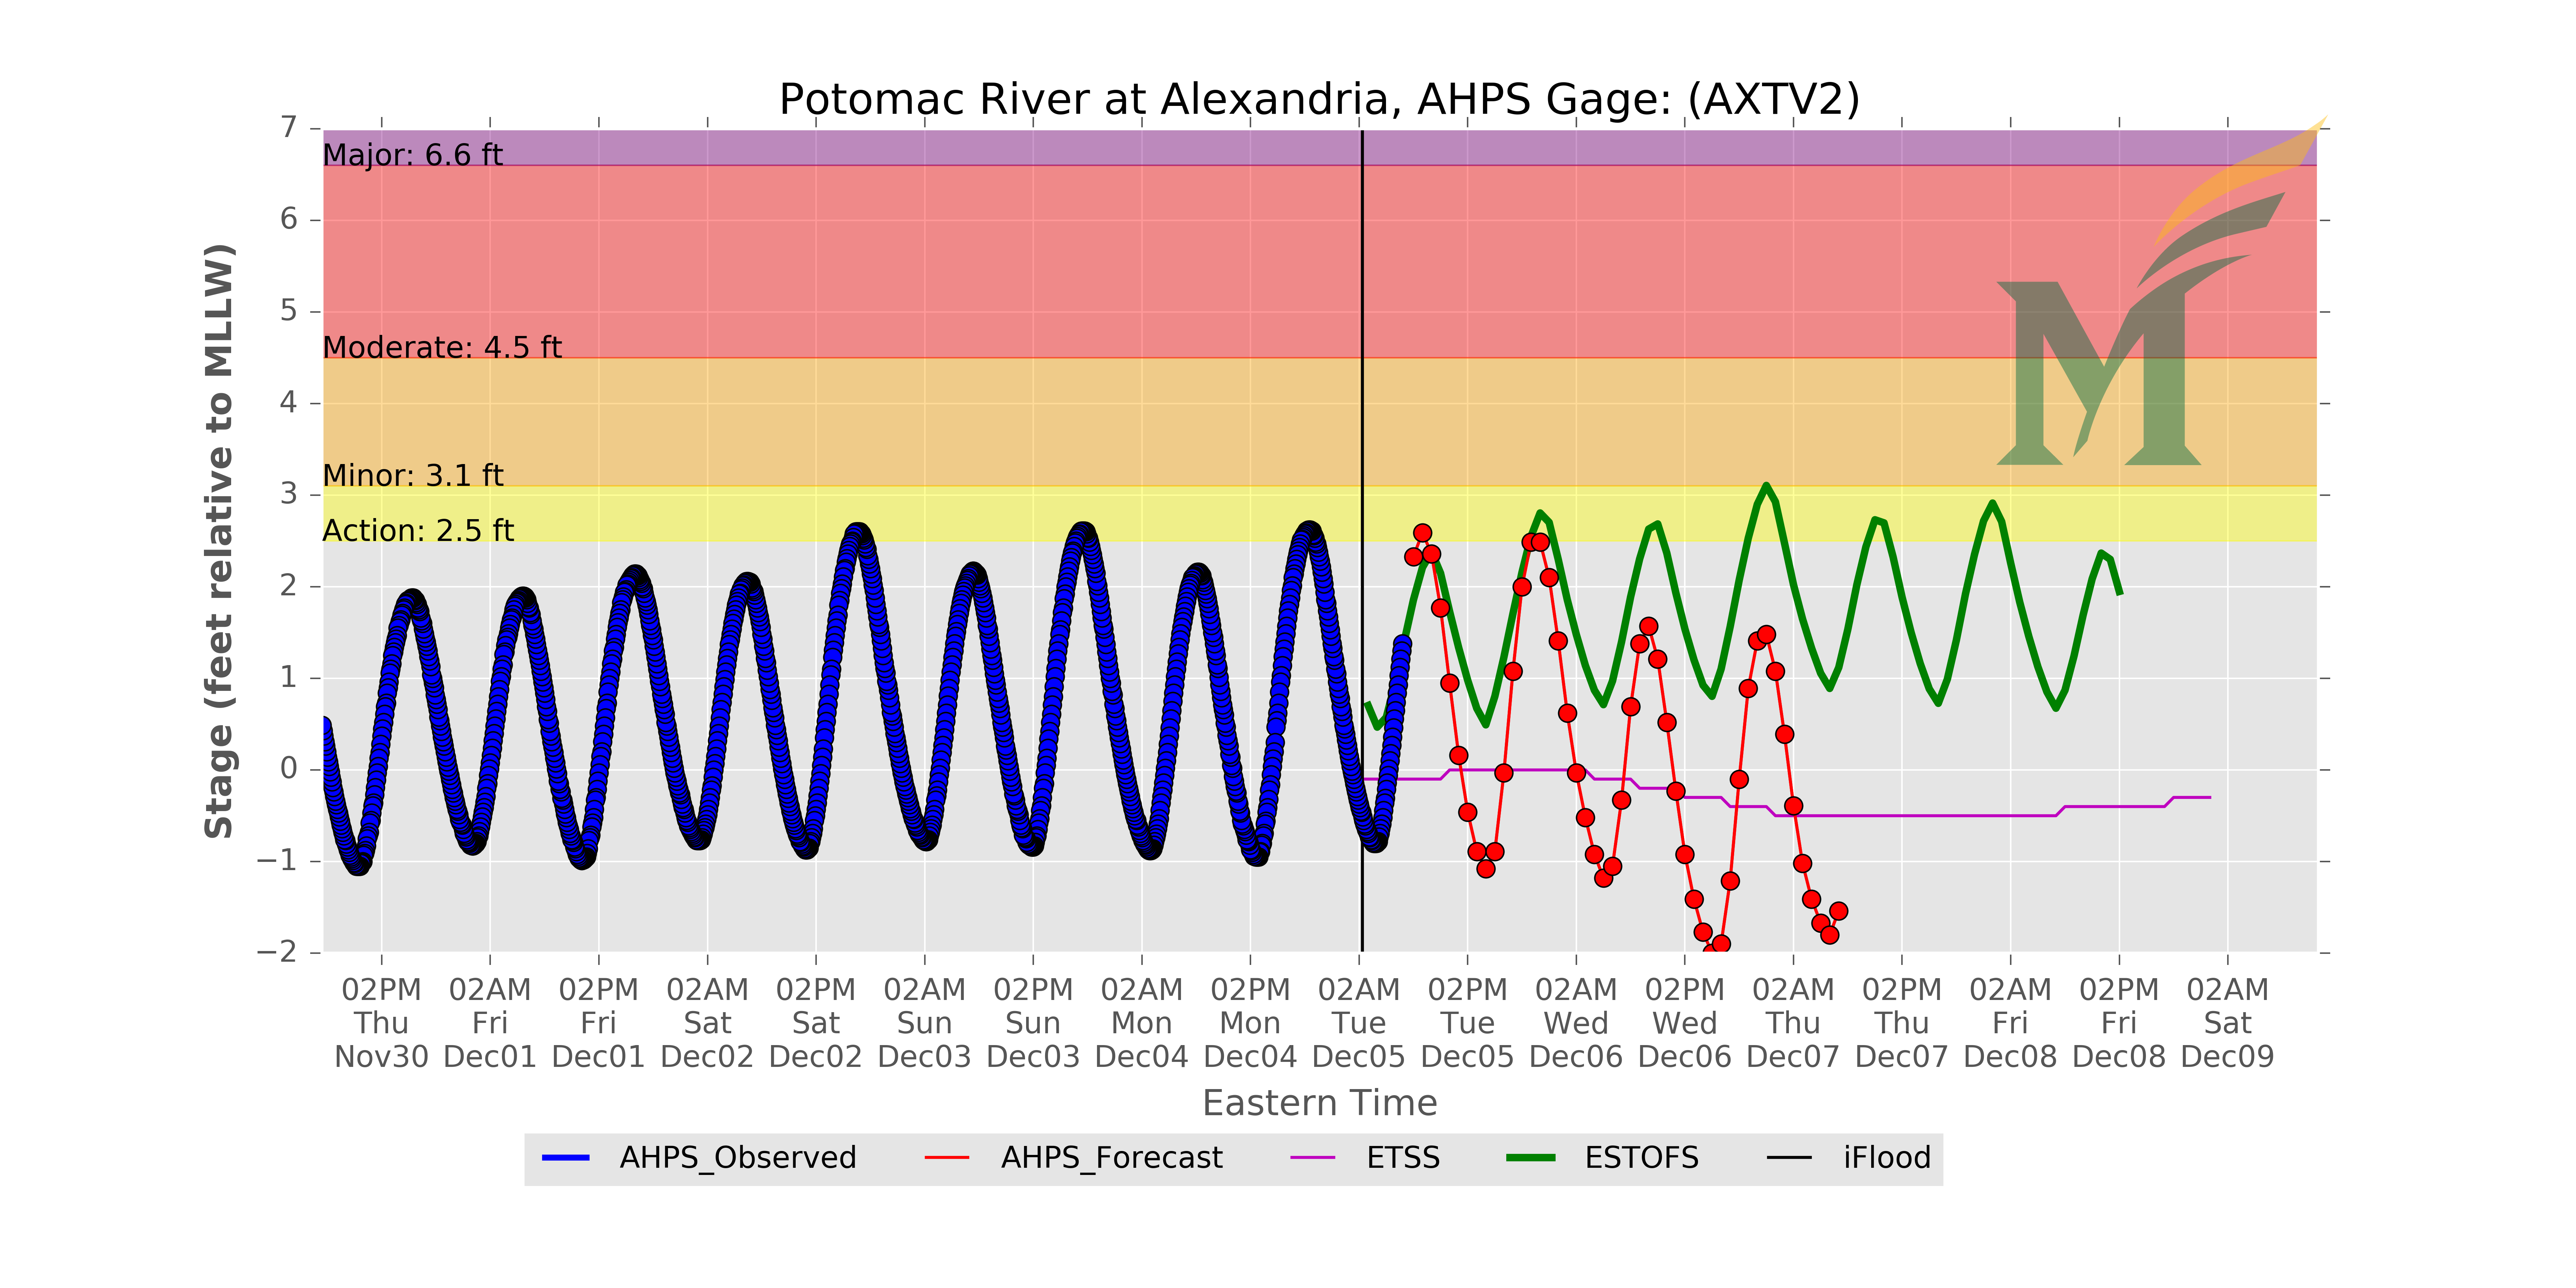 Potomac River at Alexandria, AHPS Gage: (AXTV2)
7
6
5
4
3
2
1
0
−1
−2
Stage (feet relative to MLLW)
Major: 6.6 ft
Moderate: 4.5 ft
Minor: 3.1 ft
Action: 2.5 ft
02PM 02AM 02PM 02AM 02PM 02AM 02PM 02AM 02PM 02AM 02PM 02AM 02PM 02AM 02PM 02AM 02PM 02AM
Thu Fri Fri Sat Sat Sun Sun Mon Mon Tue Tue Wed Wed Thu Thu Fri Fri Sat
Nov30 Dec01 Dec01 Dec02 Dec02 Dec03 Dec03 Dec04 Dec04 Dec05 Dec05 Dec06 Dec06 Dec07 Dec07 Dec08 Dec08 Dec09
Eastern Time
AHPS_Observed AHPS_Forecast ETSS ESTOFS iFlood